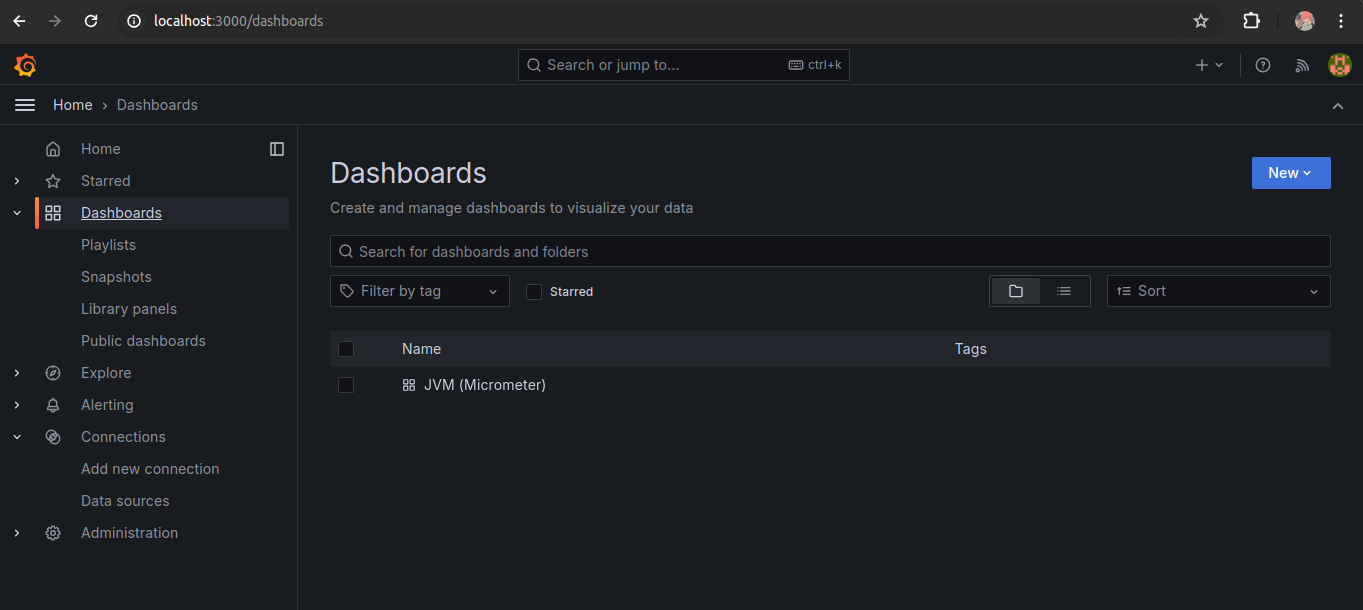 localhost:3000/dashboards
Search or jump to... ctrl+k
Home › Dashboards
Home
Starred
Dashboards
Playlists
Snapshots
Library panels
Public dashboards
Explore
Alerting
Connections
Add new connection
Data sources
Administration
Dashboards
New
Create and manage dashboards to visualize your data
Search for dashboards and folders
Filter by tag Starred Sort
Name Tags
JVM (Micrometer)